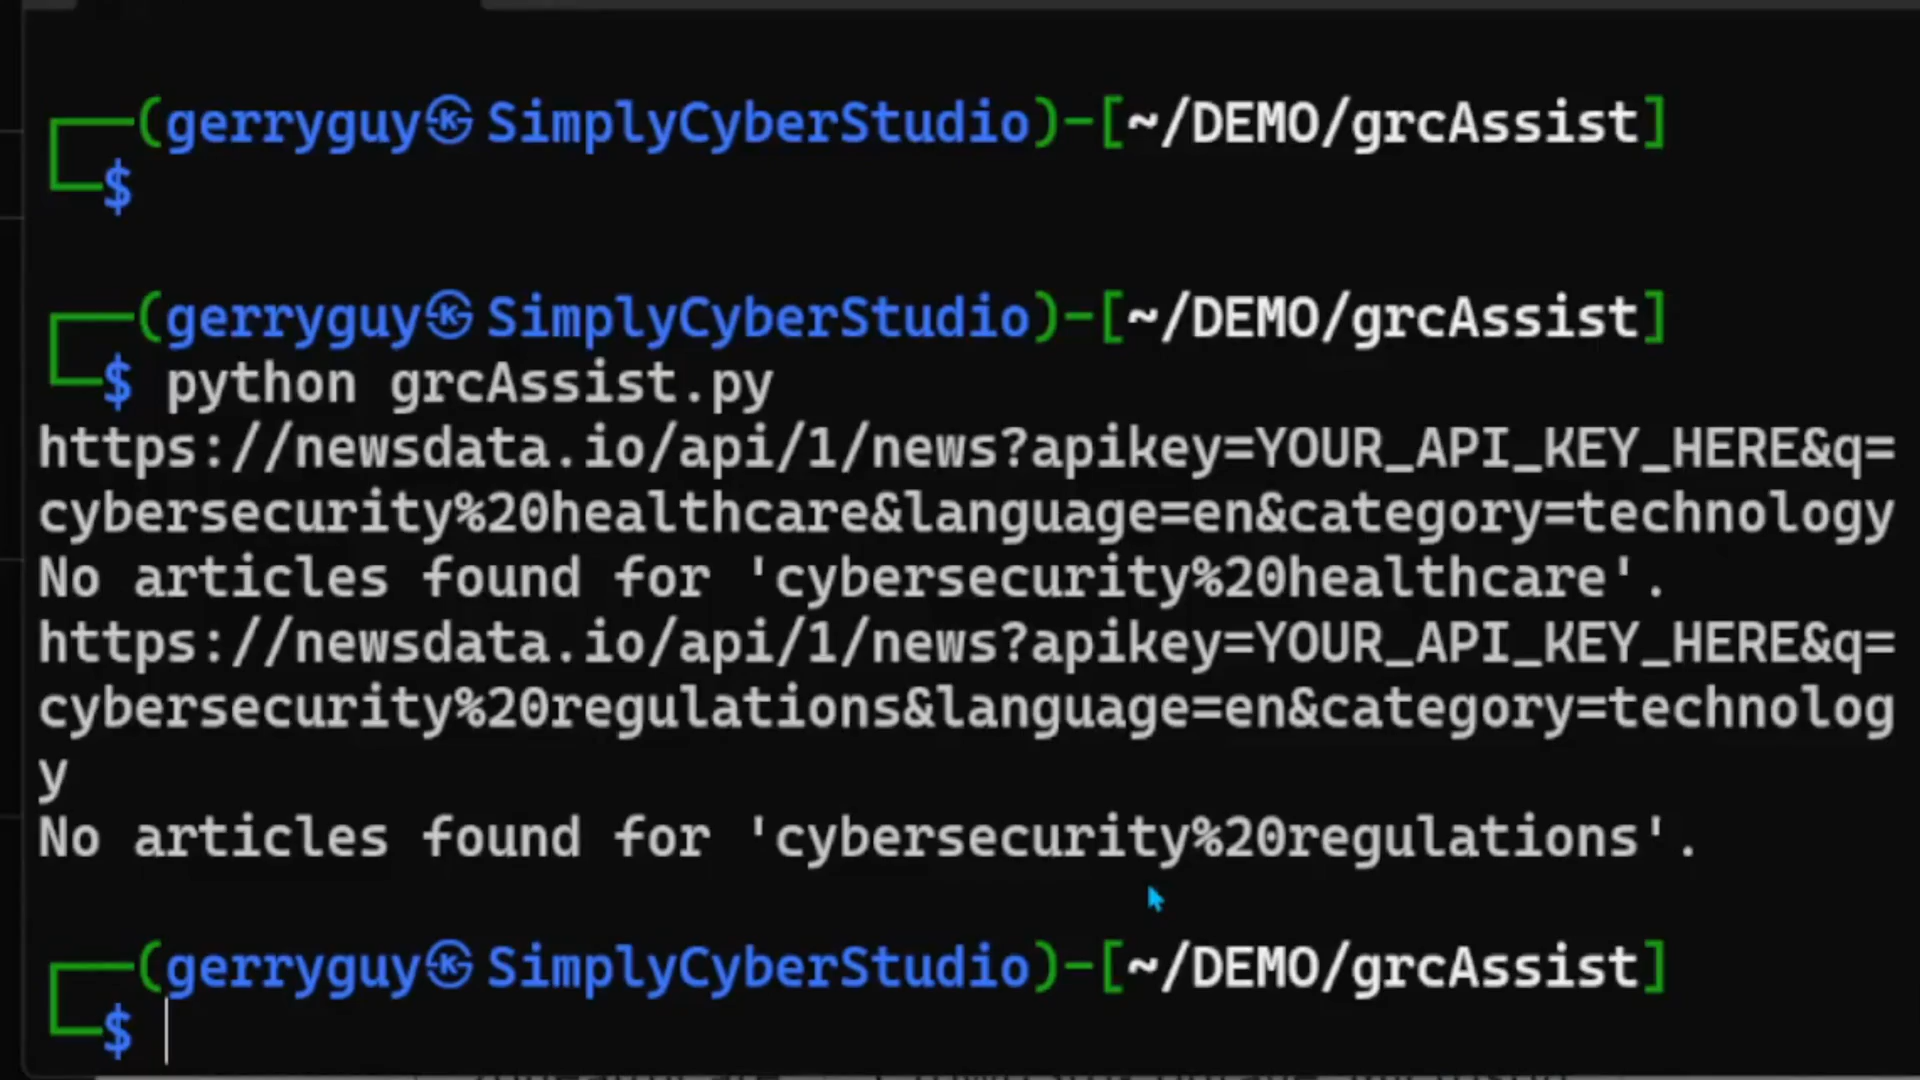 (gerryguy㉿SimplyCyberStudio)-[~/DEMO/grcAssist]
$
(gerryguy㉿SimplyCyberStudio)-[~/DEMO/grcAssist]
$ python grcAssist.py
https://newsdata.io/api/1/news?apikey=YOUR_API_KEY_HERE&q=
cybersecurity%20healthcare&language=en&category=technology
No articles found for 'cybersecurity%20healthcare'.
https://newsdata.io/api/1/news?apikey=YOUR_API_KEY_HERE&q=
cybersecurity%20regulations&language=en&category=technolog
y
No articles found for 'cybersecurity%20regulations'.
(gerryguy㉿SimplyCyberStudio)-[~/DEMO/grcAssist]
$